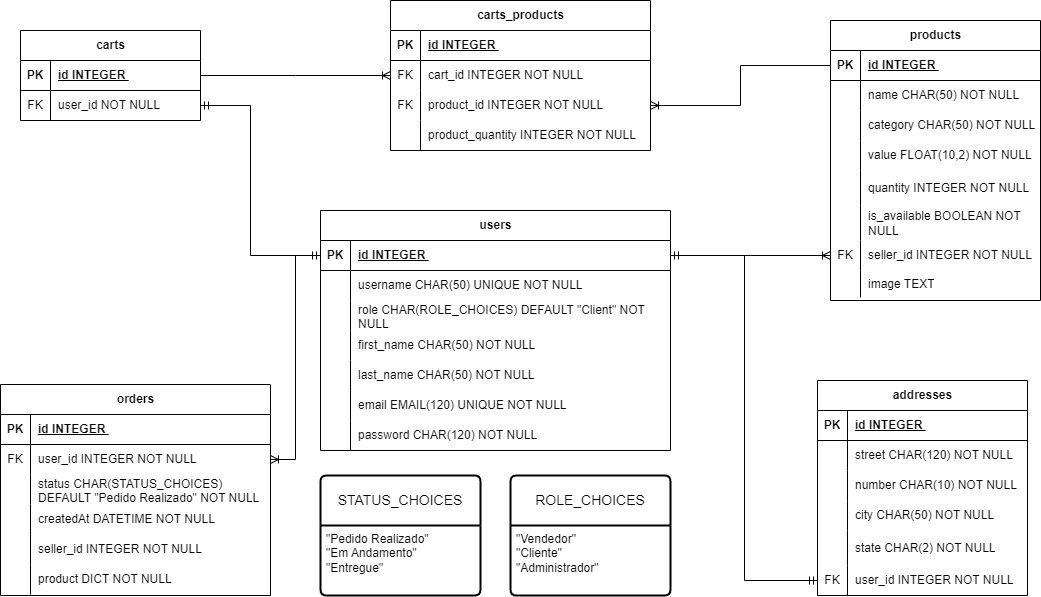 carts
PK id INTEGER
FK user_id NOT NULL
carts_products
PK id INTEGER
FK cart_id INTEGER NOT NULL
FK product_id INTEGER NOT NULL
product_quantity INTEGER NOT NULL
products
PK id INTEGER
name CHAR(50) NOT NULL
category CHAR(50) NOT NULL
value FLOAT(10,2) NOT NULL
quantity INTEGER NOT NULL
is_available BOOLEAN NOT
NULL
FK seller_id INTEGER NOT NULL
image TEXT
users
PK id INTEGER
username CHAR(50) UNIQUE NOT NULL
role CHAR(ROLE_CHOICES) DEFAULT "Client" NOT
NULL
first_name CHAR(50) NOT NULL
last_name CHAR(50) NOT NULL
email EMAIL(120) UNIQUE NOT NULL
password CHAR(120) NOT NULL
orders
PK id INTEGER
FK user_id INTEGER NOT NULL
status CHAR(STATUS_CHOICES)
DEFAULT "Pedido Realizado" NOT NULL
createdAt DATETIME NOT NULL
seller_id INTEGER NOT NULL
product DICT NOT NULL
addresses
PK id INTEGER
street CHAR(120) NOT NULL
number CHAR(10) NOT NULL
city CHAR(50) NOT NULL
state CHAR(2) NOT NULL
FK user_id INTEGER NOT NULL
STATUS_CHOICES
"Pedido Realizado"
"Em Andamento"
"Entregue"
ROLE_CHOICES
"Vendedor"
"Cliente"
"Administrador"